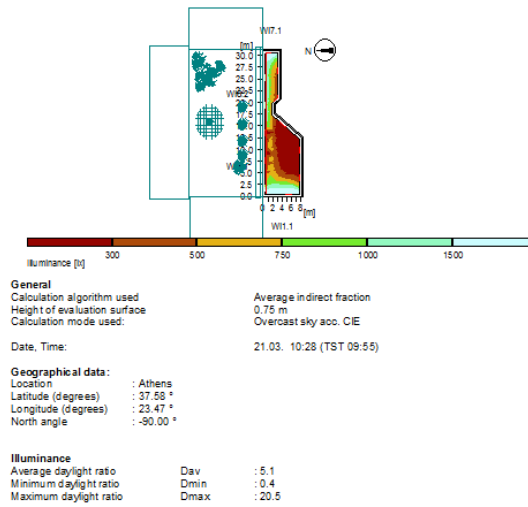 WI7.1
[m]
N
30.0
27.5
25.0
22.5
20.0
17.5
15.0
12.5
10.0
5.0
2.5
0.0
0 2 4 6 8 [m]
WI1.1
300 500 750 1000 1500
Illuminance [lx]
General
Calculation algorithm used Average indirect fraction
Height of evaluation surface 0.75 m
Calculation mode used: Overcast sky acc. CIE
Date, Time: 21.03. 10:28 (TST 09:55)
Geographical data:
Location : Athens
Latitude (degrees) : 37.58 °
Longitude (degrees) : 23.47 °
North angle : -90.00 °
Illuminance
Average daylight ratio Dav : 5.1
Minimum daylight ratio Dmin : 0.4
Maximum daylight ratio Dmax : 20.5